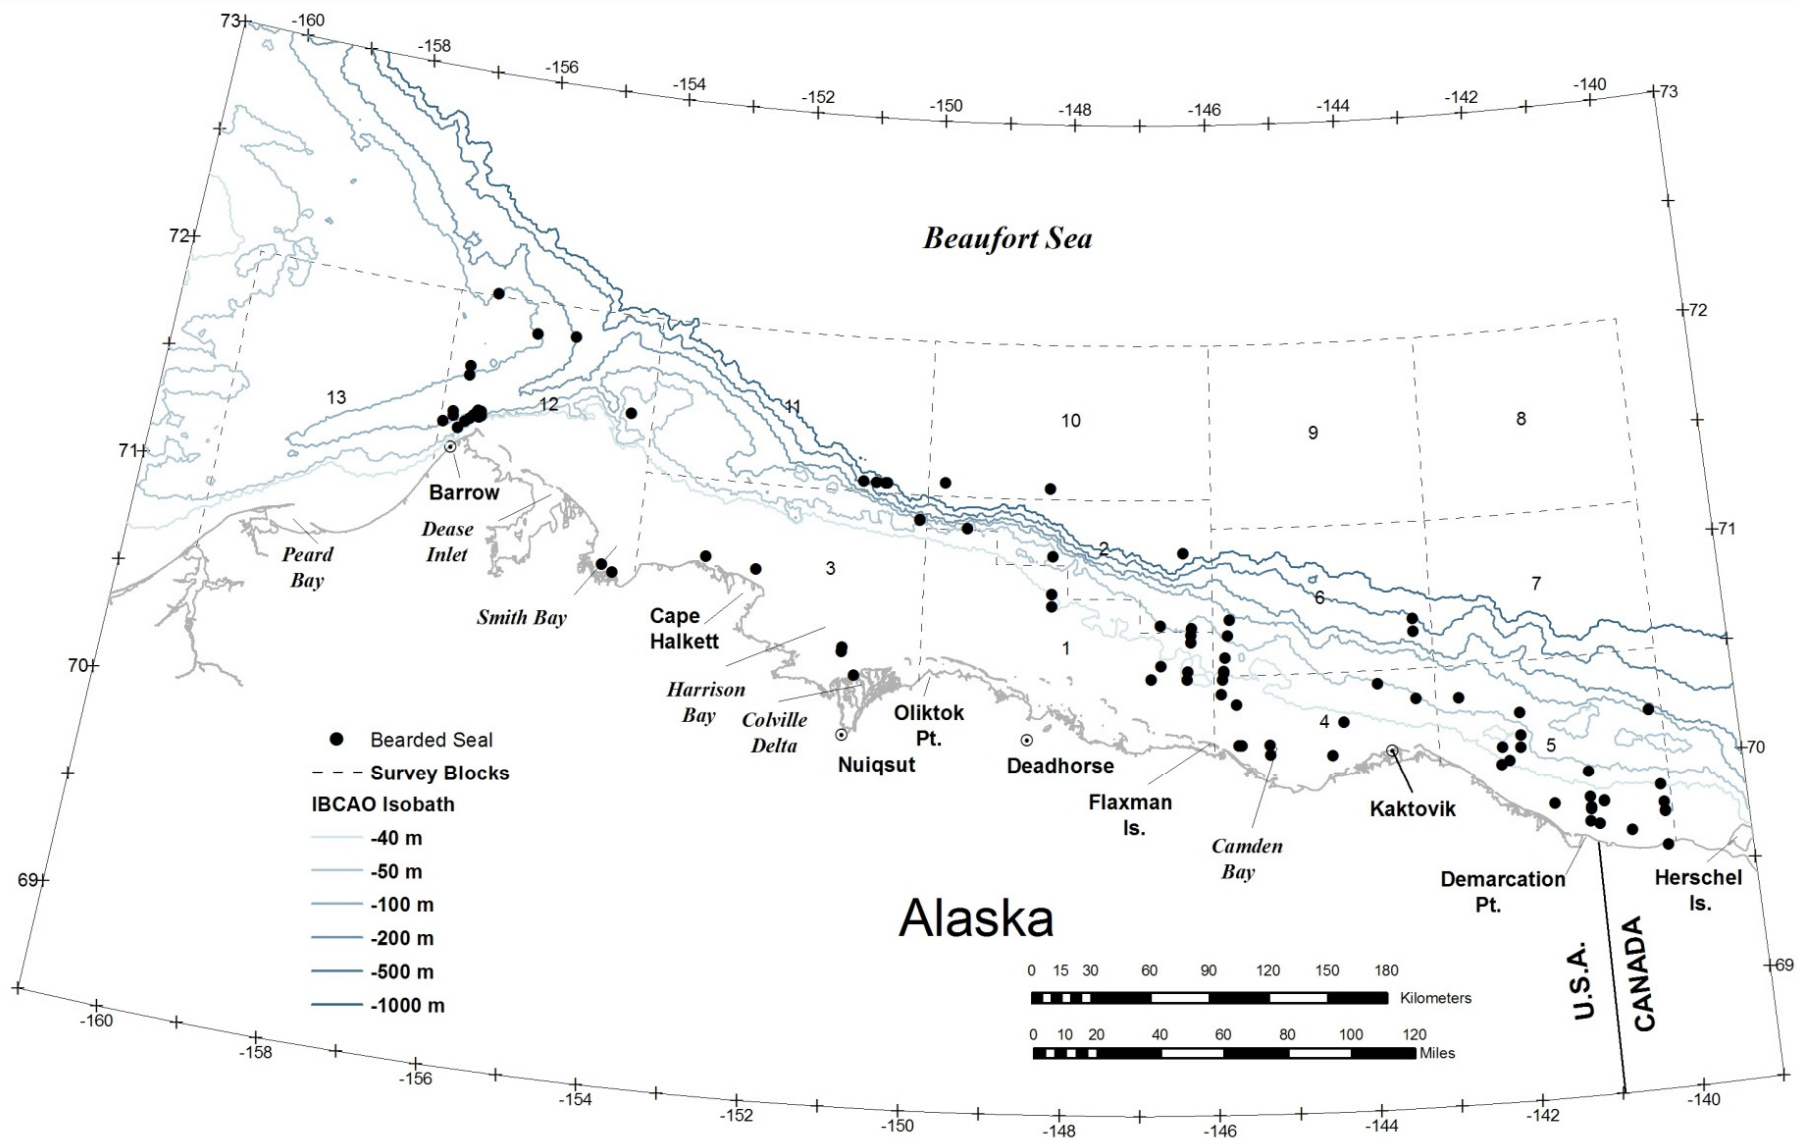 73
-160
-158
-156
-154
-152
-150
-148
-146
-144
-142
-140
73
72
Beaufort Sea
72
13
12
11
10
9
8
71
Barrow
Dease
Inlet
Peard
Bay
71
2
3
7
6
Smith Bay
Cape
Halkett
1
70
Harrison
Bay
Colville
Delta
Oliktok
Pt.
4
5
70
Nuiqsut
Deadhorse
Flaxman
Is.
Kaktovik
Camden
Bay
Demarcation
Pt.
Herschel
Is.
Bearded Seal
Survey Blocks
IBCAO Isobath
-40 m
-50 m
-100 m
-200 m
-500 m
-1000 m
69
Alaska
U.S.A.
CANADA
69
0 15 30 60 90 120 150 180
Kilometers
0 10 20 40 60 80 100 120
Miles
-160
-158
-156
-154
-152
-150
-148
-146
-144
-142
-140